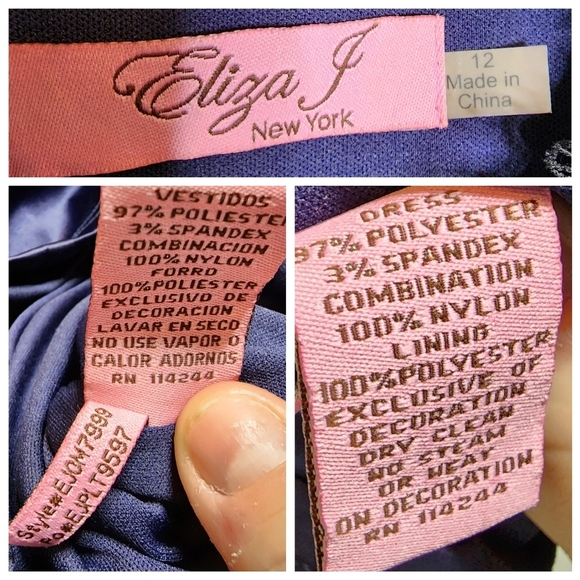 Eliza J
New York
12
Made in
China
VESTIDOS
97% POLIESTER
3% SPANDEX
COMBINACION
100% NYLON
FORRO
100% POLIESTER
EXCLUSIVO DE
DECORACION
LAVAR EN SECO
NO USE VAPOR O
CALOR ADORNOS
RN 114244
Style#EJOM7999
Po#EJXPLT9597
DRESS
97% POLYESTER
3% SPANDEX
COMBINATION
100% NYLON
LINING
100%POLYESTER
EXCLUSIVE OF
DECORATION
DRY CLEAN
NO STEAM
OR HEAT
ON DECORATION
RN 114244